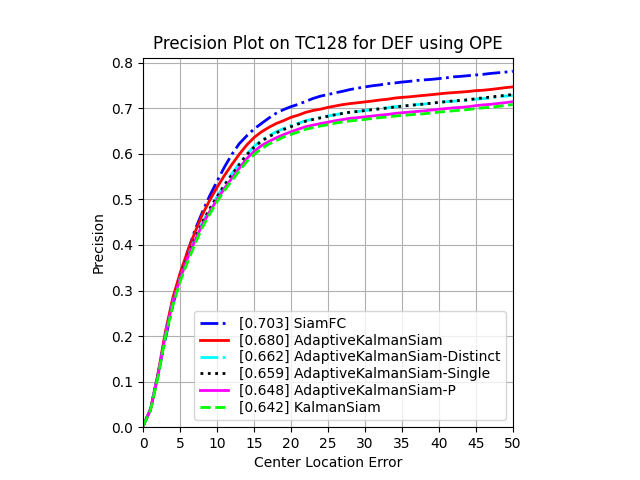 Precision Plot on TC128 for DEF using OPE
0.8
0.7
0.6
0.5
0.4
0.3
0.2
0.1
0.0
Precision
[0.703] SiamFC
[0.680] AdaptiveKalmanSiam
[0.662] AdaptiveKalmanSiam-Distinct
[0.659] AdaptiveKalmanSiam-Single
[0.648] AdaptiveKalmanSiam-P
[0.642] KalmanSiam
0 5 10 15 20 25 30 35 40 45 50
Center Location Error